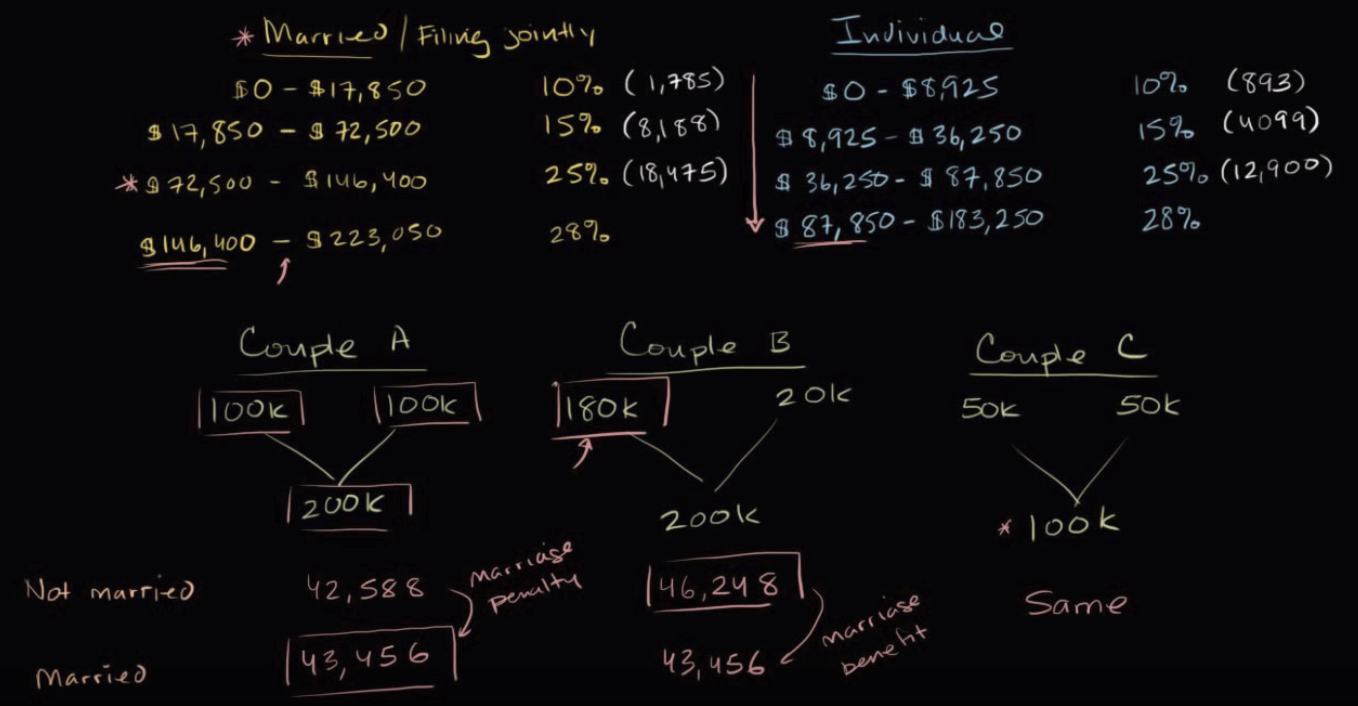 * Married / Filing jointly
$0 - $17,850 10% (1,785)
$17,850 - $72,500 15% (8,188)
* $72,500 - $146,400 25% (18,475)
$146,400 - $223,050 28%
Individual
$0 - $8,925 10% (893)
$8,925 - $36,250 15% (4099)
$36,250 - $87,850 25% (12,900)
$87,850 - $183,250 28%
Couple A
100k 100k
200k
Couple B
180k 20k
200k
Couple C
50k 50k
* 100k
Not married 42,588 46,248 Same
marriage
penalty
marriage
benefit
Married 43,456 43,456